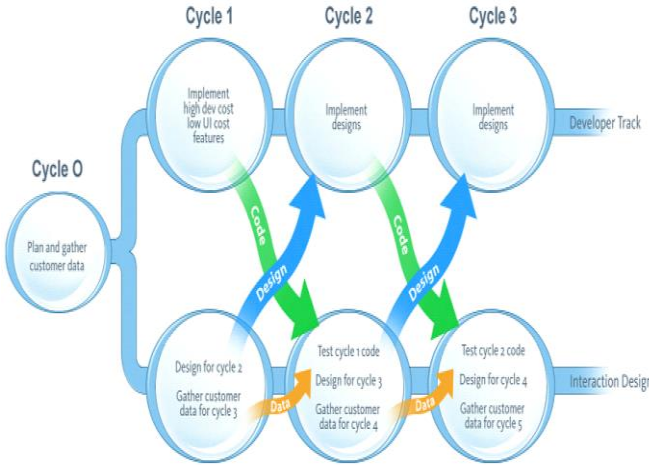 Cycle 1
Cycle 2
Cycle 3
Implement
high dev cost
low UI cost
features
Implement
designs
Implement
designs
Developer Track
Cycle O
Plan and gather
customer data
Code
Design
Code
Design
Design for cycle 2
Gather customer
data for cycle 3
Data
Test cycle 1 code
Design for cycle 3
Gather customer
data for cycle 4
Data
Test cycle 2 code
Design for cycle 4
Gather customer
data for cycle 5
Interaction Design